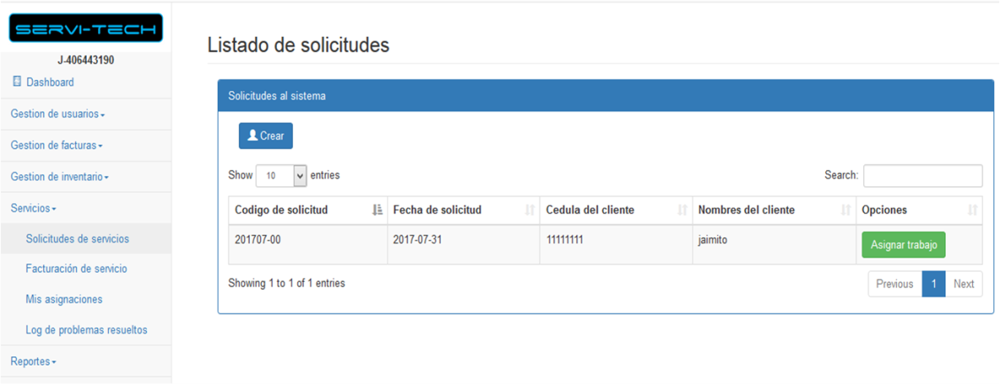 SERVI-TECH
J-406443190
Dashboard
Gestion de usuarios
Gestion de facturas
Gestion de inventario
Servicios
Solicitudes de servicios
Facturación de servicio
Mis asignaciones
Log de problemas resueltos
Reportes
Listado de solicitudes
Solicitudes al sistema
Crear
Show 10 entries
Search:
Codigo de solicitud Fecha de solicitud Cedula del cliente Nombres del cliente Opciones
201707-00 2017-07-31 11111111 jaimito Asignar trabajo
Showing 1 to 1 of 1 entries
Previous 1 Next